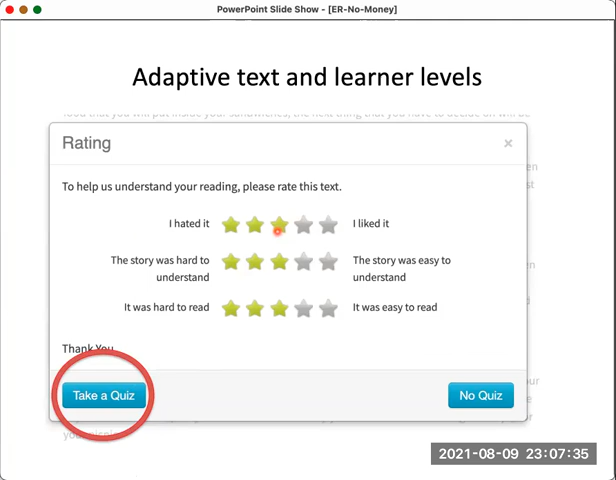 PowerPoint Slide Show - [ER-No-Money]
Adaptive text and learner levels
Rating
×
To help us understand your reading, please rate this text.
I hated it I liked it
The story was hard to understand The story was easy to understand
It was hard to read It was easy to read
Thank You
Take a Quiz No Quiz
2021-08-09 23:07:35